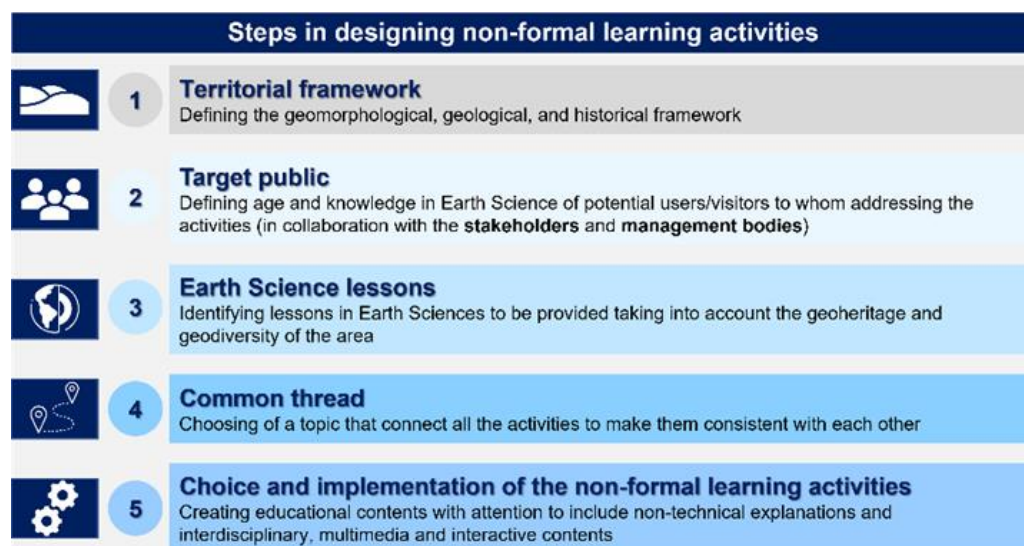 Steps in designing non-formal learning activities
1
Territorial framework
Defining the geomorphological, geological, and historical framework
2
Target public
Defining age and knowledge in Earth Science of potential users/visitors to whom addressing the
activities (in collaboration with the stakeholders and management bodies)
3
Earth Science lessons
Identifying lessons in Earth Sciences to be provided taking into account the geoheritage and
geodiversity of the area
4
Common thread
Choosing of a topic that connect all the activities to make them consistent with each other
5
Choice and implementation of the non-formal learning activities
Creating educational contents with attention to include non-technical explanations and
interdisciplinary, multimedia and interactive contents